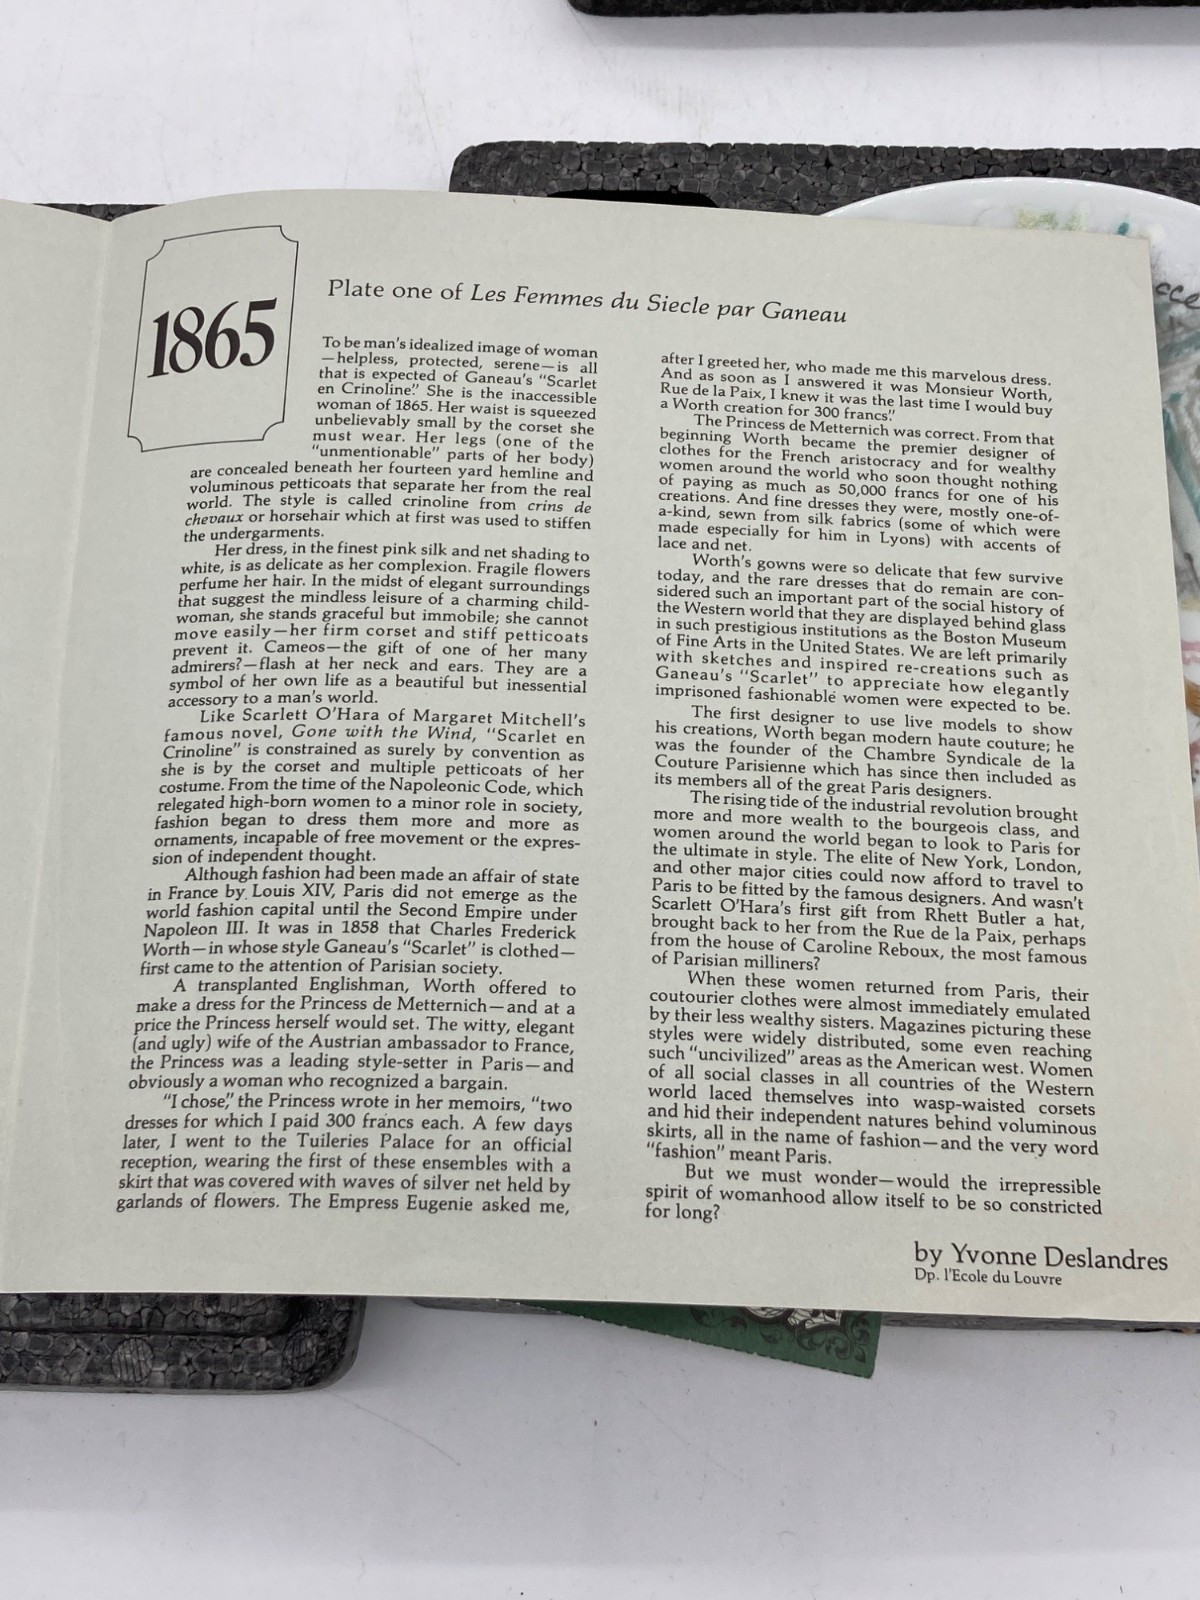 1865
Plate one of Les Femmes du Siecle par Ganeau
To be man's idealized image of woman
—helpless, protected, serene—is all
that is expected of Ganeau's "Scarlet
en Crinoline." She is the inaccessible
woman of 1865. Her waist is squeezed
unbelievably small by the corset she
must wear. Her legs (one of the
"unmentionable" parts of her body)
are concealed beneath her fourteen yard hemline and
voluminous petticoats that separate her from the real
world. The style is called crinoline from crins de
chevaux or horsehair which at first was used to stiffen
the undergarments.
Her dress, in the finest pink silk and net shading to
white, is as delicate as her complexion. Fragile flowers
perfume her hair. In the midst of elegant surroundings
that suggest the mindless leisure of a charming child-
woman, she stands graceful but immobile; she cannot
move easily—her firm corset and stiff petticoats
prevent it. Cameos—the gift of one of her many
admirers?—flash at her neck and ears. They are a
symbol of her own life as a beautiful but inessential
accessory to a man's world.
Like Scarlett O'Hara of Margaret Mitchell's
famous novel, Gone with the Wind, "Scarlet en
Crinoline" is constrained as surely by convention as
she is by the corset and multiple petticoats of her
costume. From the time of the Napoleonic Code, which
relegated high-born women to a minor role in society,
fashion began to dress them more and more as
ornaments, incapable of free movement or the expres-
sion of independent thought.
Although fashion had been made an affair of state
in France by Louis XIV, Paris did not emerge as the
world fashion capital until the Second Empire under
Napoleon III. It was in 1858 that Charles Frederick
Worth—in whose style Ganeau's "Scarlet" is clothed—
first came to the attention of Parisian society.
A transplanted Englishman, Worth offered to
make a dress for the Princess de Metternich—and at a
price the Princess herself would set. The witty, elegant
(and ugly) wife of the Austrian ambassador to France,
the Princess was a leading style-setter in Paris—and
obviously a woman who recognized a bargain.
"I chose," the Princess wrote in her memoirs, "two
dresses for which I paid 300 francs each. A few days
later, I went to the Tuileries Palace for an official
reception, wearing the first of these ensembles with a
skirt that was covered with waves of silver net held by
garlands of flowers. The Empress Eugenie asked me,
after I greeted her, who made me this marvelous dress.
And as soon as I answered it was Monsieur Worth,
Rue de la Paix, I knew it was the last time I would buy
a Worth creation for 300 francs."
The Princess de Metternich was correct. From that
beginning Worth became the premier designer of
clothes for the French aristocracy and for wealthy
women around the world who soon thought nothing
of paying as much as 50,000 francs for one of his
creations. And fine dresses they were, mostly one-of-
a-kind, sewn from silk fabrics (some of which were
made especially for him in Lyons) with accents of
lace and net.
Worth's gowns were so delicate that few survive
today, and the rare dresses that do remain are con-
sidered such an important part of the social history of
the Western world that they are displayed behind glass
in such prestigious institutions as the Boston Museum
of Fine Arts in the United States. We are left primarily
with sketches and inspired re-creations such as
Ganeau's "Scarlet" to appreciate how elegantly
imprisoned fashionable women were expected to be.
The first designer to use live models to show
his creations, Worth began modern haute couture; he
was the founder of the Chambre Syndicale de la
Couture Parisienne which has since then included as
its members all of the great Paris designers.
The rising tide of the industrial revolution brought
more and more wealth to the bourgeois class, and
women around the world began to look to Paris for
the ultimate in style. The elite of New York, London,
and other major cities could now afford to travel to
Paris to be fitted by the famous designers. And wasn't
Scarlett O'Hara's first gift from Rhett Butler a hat,
brought back to her from the Rue de la Paix, perhaps
from the house of Caroline Reboux, the most famous
of Parisian milliners?
When these women returned from Paris, their
coutourier clothes were almost immediately emulated
by their less wealthy sisters. Magazines picturing these
styles were widely distributed, some even reaching
such "uncivilized" areas as the American west. Women
of all social classes in all countries of the Western
world laced themselves into wasp-waisted corsets
and hid their independent natures behind voluminous
skirts, all in the name of fashion—and the very word
"fashion" meant Paris.
But we must wonder—would the irrepressible
spirit of womanhood allow itself to be so constricted
for long?
by Yvonne Deslandres
Dp. l'Ecole du Louvre